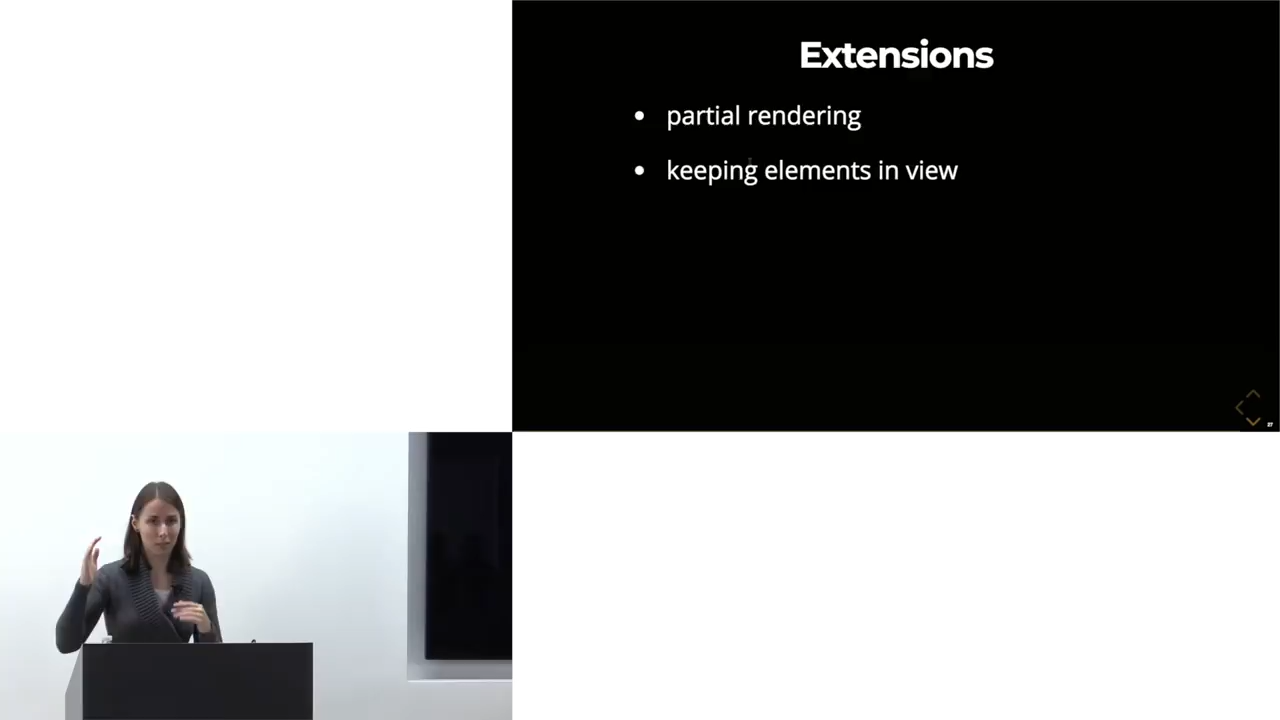 Extensions
• partial rendering
• keeping elements in view